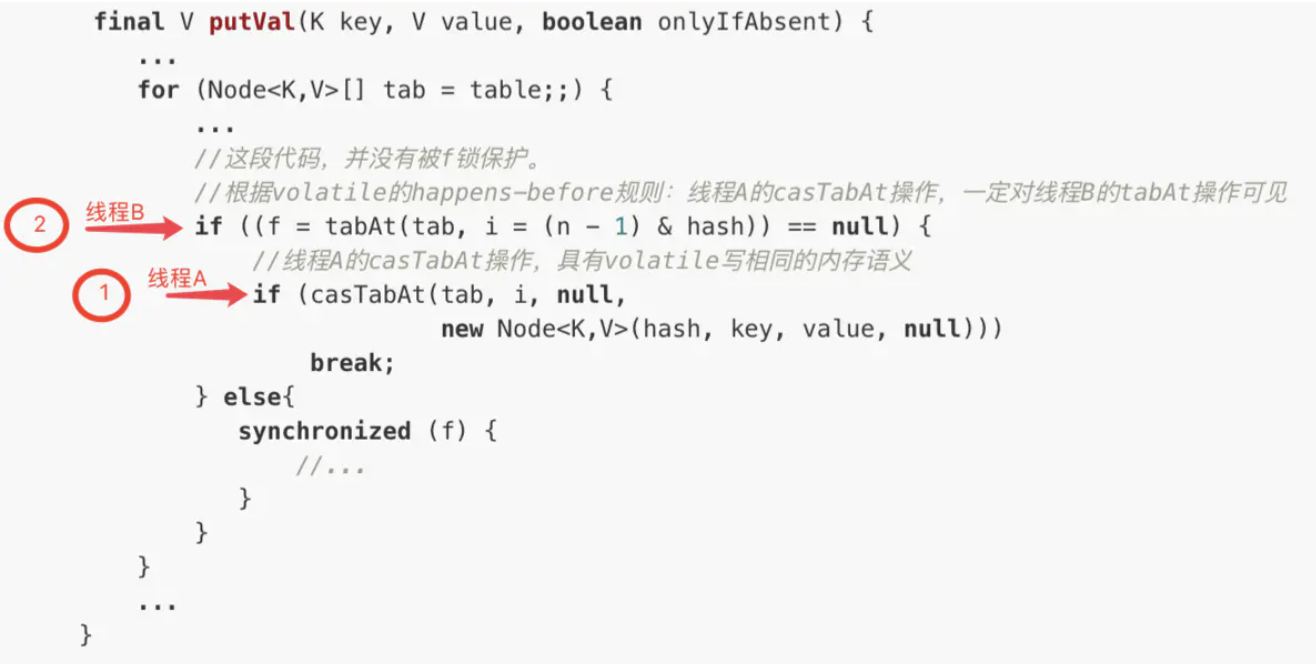 final V putVal(K key, V value, boolean onlyIfAbsent) {
...
for (Node<K,V>[] tab = table;;) {
...
//这段代码，并没有被f锁保护。
//根据volatile的happens-before规则：线程A的casTabAt操作，一定对线程B的tabAt操作可见
2 线程B if ((f = tabAt(tab, i = (n - 1) & hash)) == null) {
//线程A的casTabAt操作，具有volatile写相同的内存语义
1 线程A if (casTabAt(tab, i, null,
new Node<K,V>(hash, key, value, null)))
break;
} else{
synchronized (f) {
//...
}
}
}
...
}